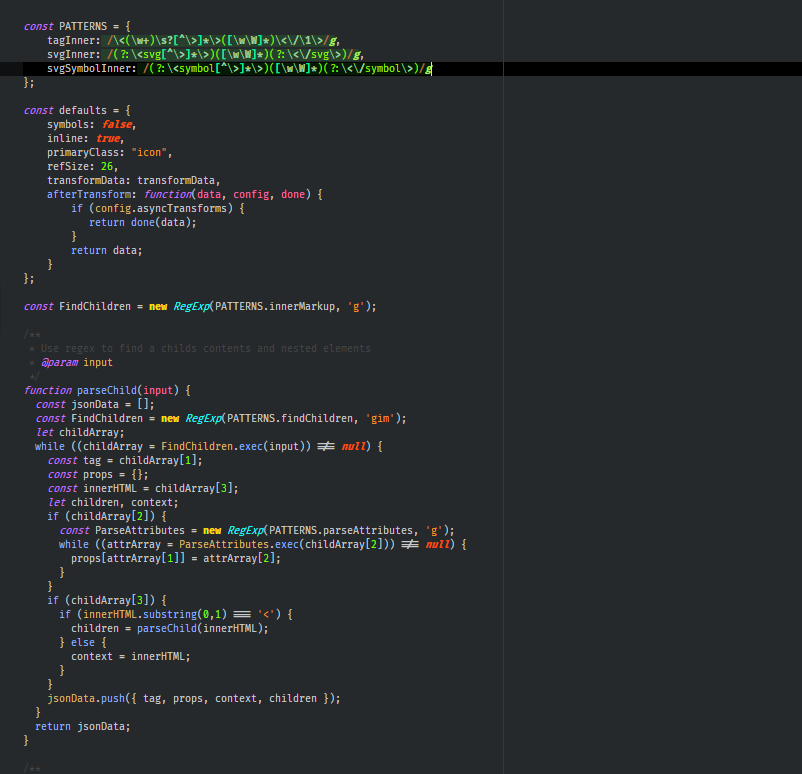 const PATTERNS = {
tagInner: /\<(\w+)\s?[^\>]*\>([\w\W]*)\<\/\1\>/g,
svgInner: /(?:\<svg[^\>]*\>)([\w\W]*)(?:\<\/svg\>)/g,
svgSymbolInner: /(?:\<symbol[^\>]*\>)([\w\W]*)(?:\<\/symbol\>)/g
};
const defaults = {
symbols: false,
inline: true,
primaryClass: "icon",
refSize: 26,
transformData: transformData,
afterTransform: function(data, config, done) {
if (config.asyncTransforms) {
return done(data);
}
return data;
}
};
const FindChildren = new RegExp(PATTERNS.innerMarkup, 'g');
/**
* Use regex to find a childs contents and nested elements
* @param input
*/
function parseChild(input) {
const jsonData = [];
const FindChildren = new RegExp(PATTERNS.findChildren, 'gim');
let childArray;
while ((childArray = FindChildren.exec(input)) !== null) {
const tag = childArray[1];
const props = {};
const innerHTML = childArray[3];
let children, context;
if (childArray[2]) {
const ParseAttributes = new RegExp(PATTERNS.parseAttributes, 'g');
while ((attrArray = ParseAttributes.exec(childArray[2])) !== null) {
props[attrArray[1]] = attrArray[2];
}
}
if (childArray[3]) {
if (innerHTML.substring(0,1) === '<') {
children = parseChild(innerHTML);
} else {
context = innerHTML;
}
}
jsonData.push({ tag, props, context, children });
}
return jsonData;
}
/**